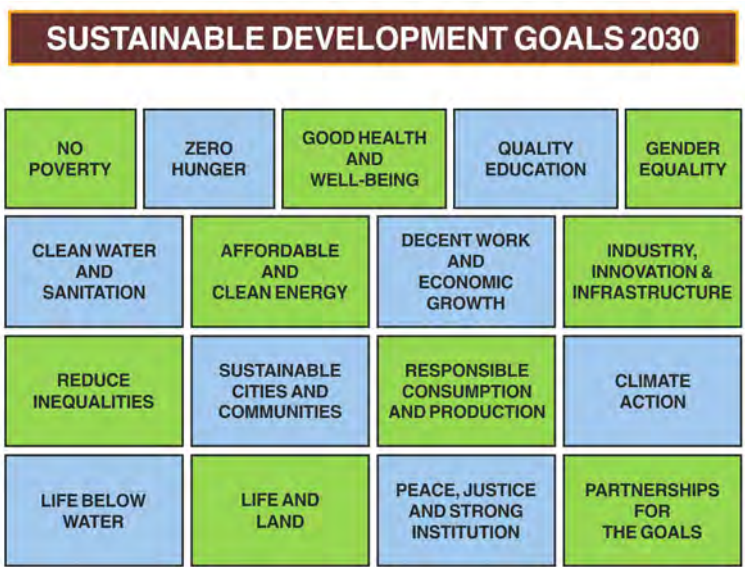 SUSTAINABLE DEVELOPMENT GOALS 2030
NO
POVERTY
ZERO
HUNGER
GOOD HEALTH
AND
WELL-BEING
QUALITY
EDUCATION
GENDER
EQUALITY
CLEAN WATER
AND
SANITATION
AFFORDABLE
AND
CLEAN ENERGY
DECENT WORK
AND
ECONOMIC
GROWTH
INDUSTRY,
INNOVATION &
INFRASTRUCTURE
REDUCE
INEQUALITIES
SUSTAINABLE
CITIES AND
COMMUNITIES
RESPONSIBLE
CONSUMPTION
AND PRODUCTION
CLIMATE
ACTION
LIFE BELOW
WATER
LIFE AND
LAND
PEACE, JUSTICE
AND STRONG
INSTITUTION
PARTNERSHIPS
FOR
THE GOALS